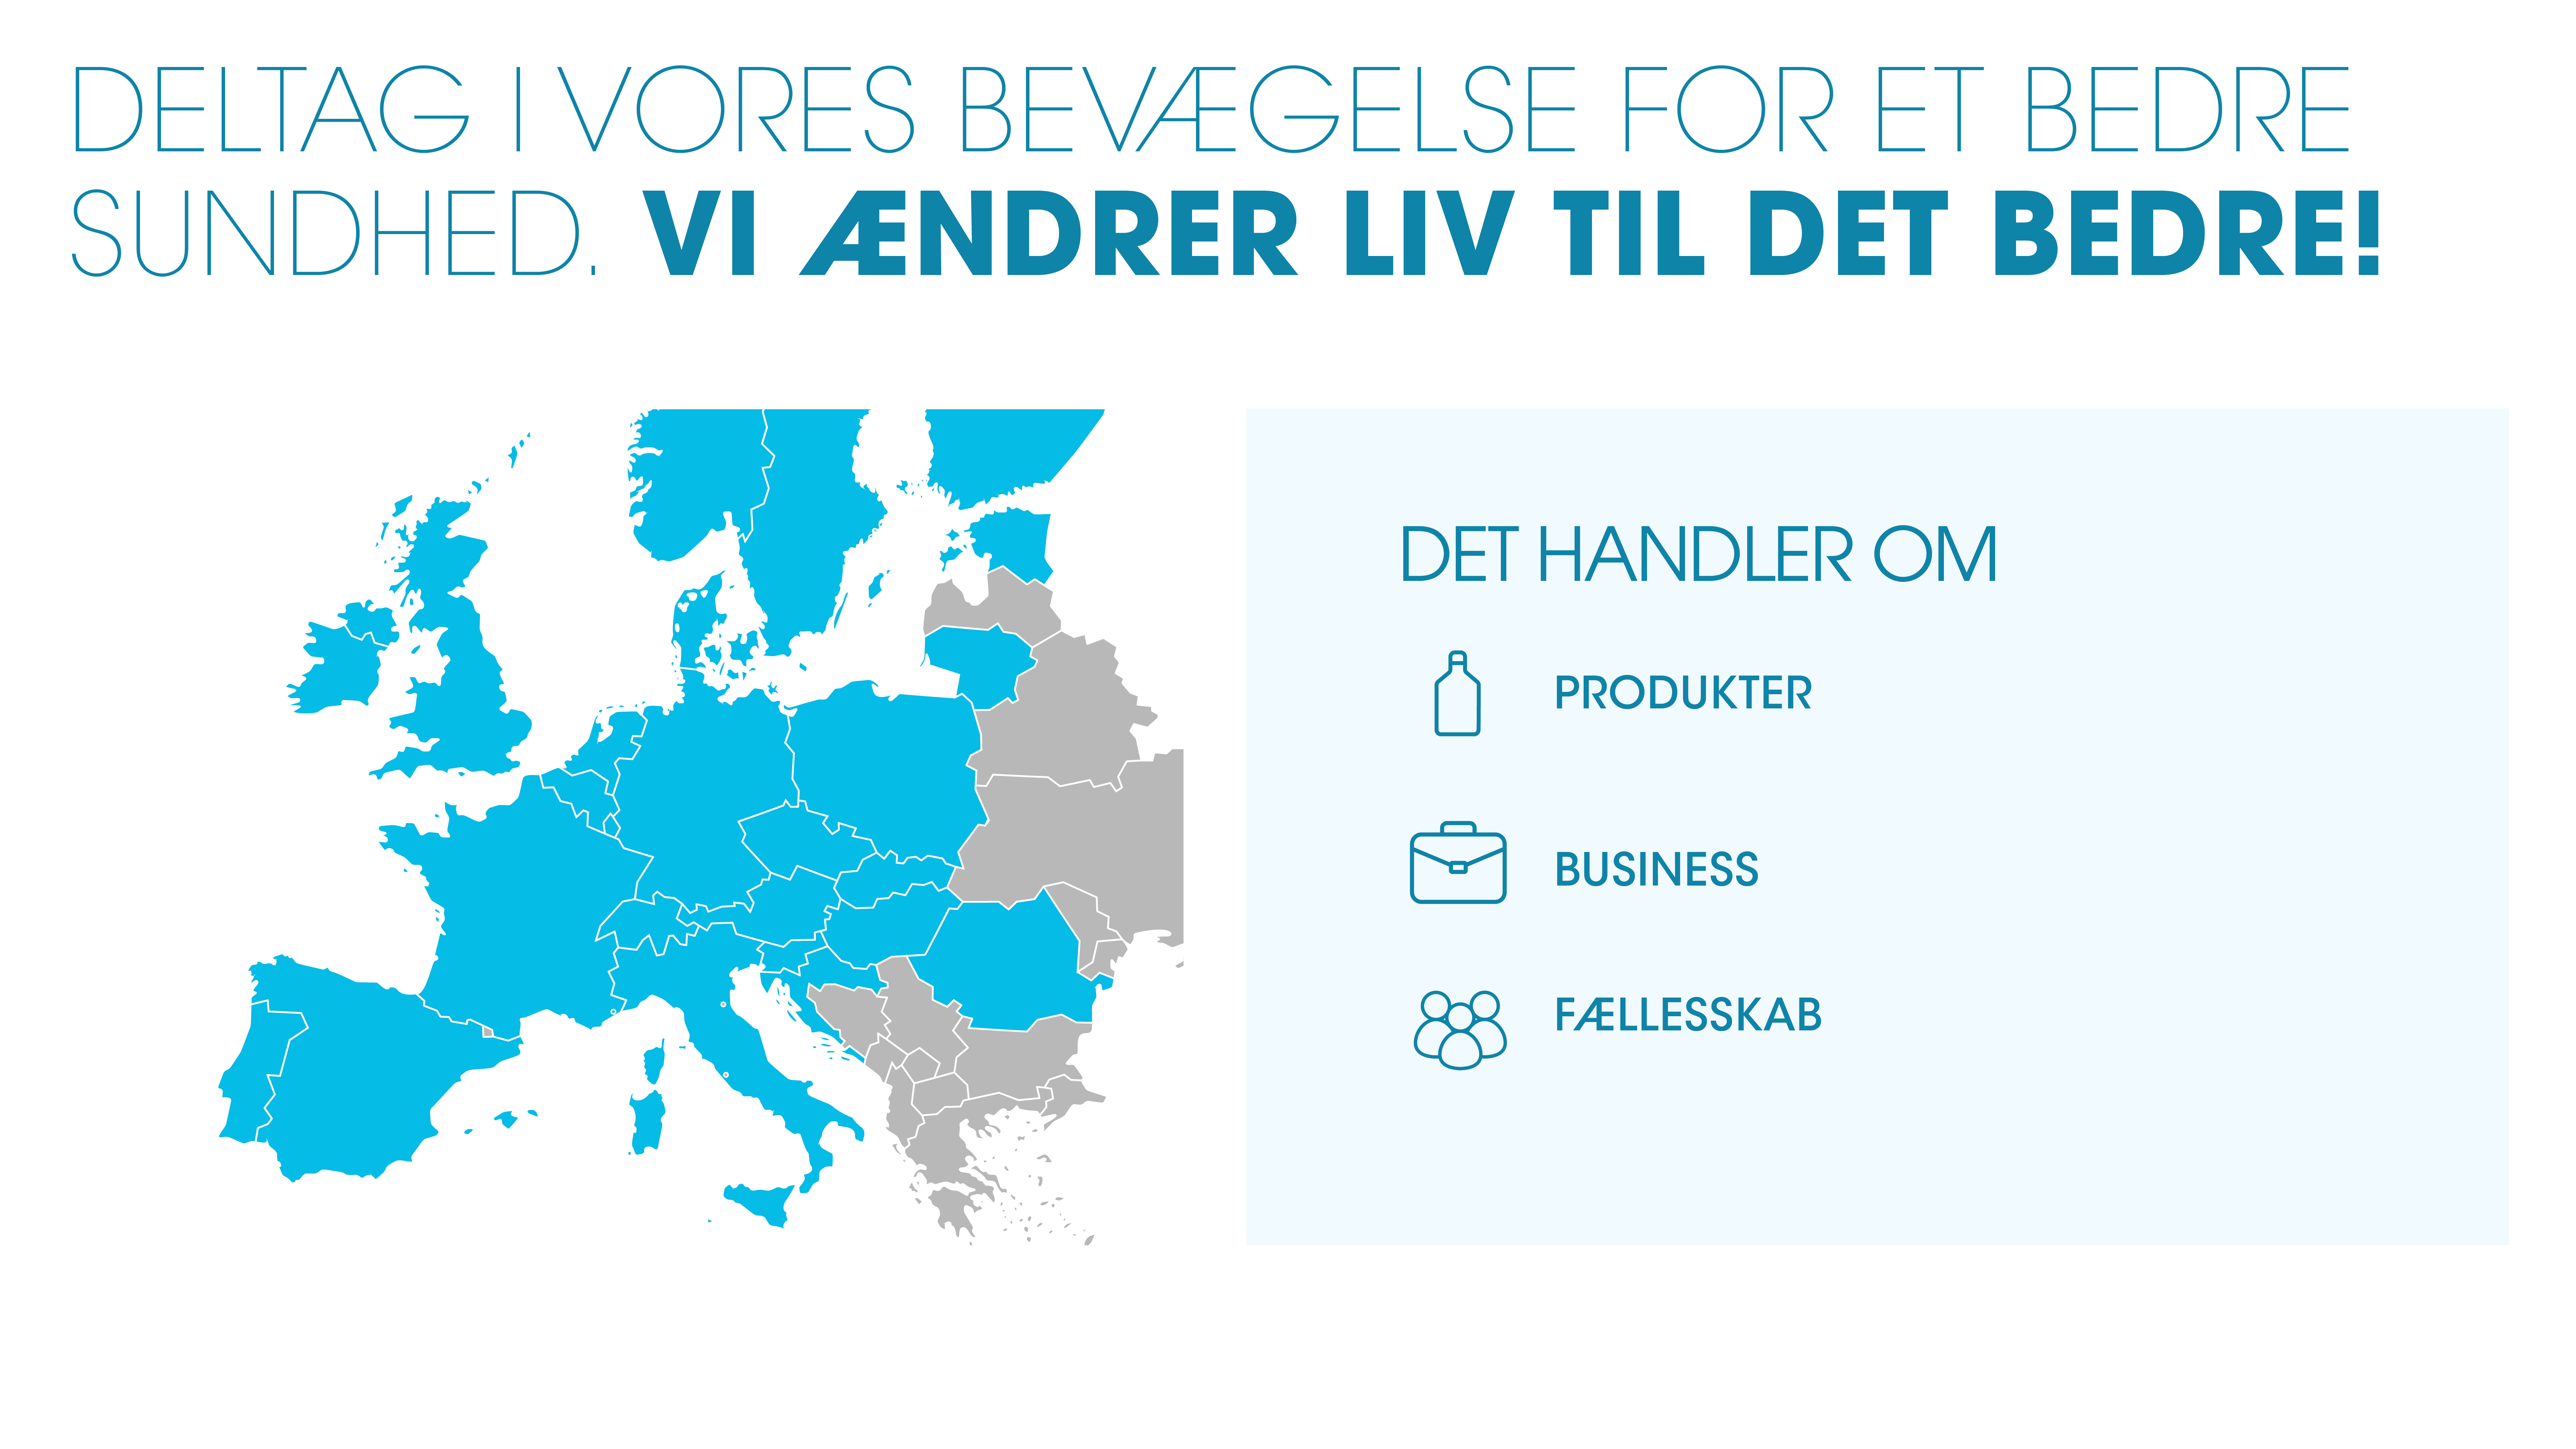 DELTAG I VORES BEVÆGELSE FOR ET BEDRE
SUNDHED. VI ÆNDRER LIV TIL DET BEDRE!
DET HANDLER OM
PRODUKTER
BUSINESS
FÆLLESSKAB